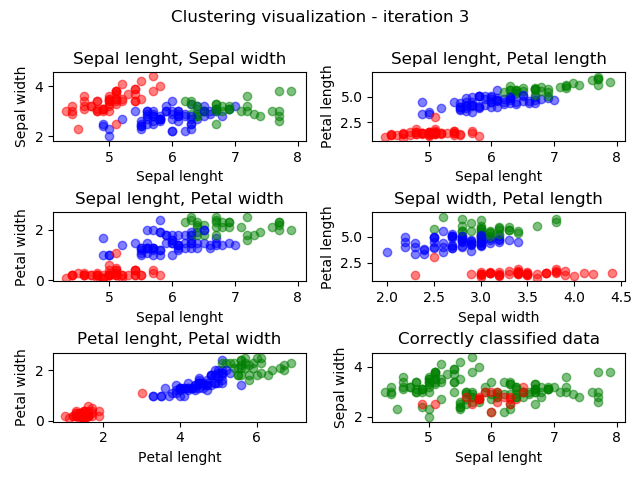 Clustering visualization - iteration 3
Sepal lenght, Sepal width
Sepal width
4
2
5 6 7 8
Sepal lenght
Sepal lenght, Petal length
Petal length
5.0
2.5
5 6 7 8
Sepal lenght
Sepal lenght, Petal width
Petal width
2
0
5 6 7 8
Sepal lenght
Sepal width, Petal length
Petal length
5.0
2.5
2.0 2.5 3.0 3.5 4.0 4.5
Sepal width
Petal lenght, Petal width
Petal width
2
0
2 4 6
Petal lenght
Correctly classified data
Sepal width
4
2
5 6 7 8
Sepal lenght